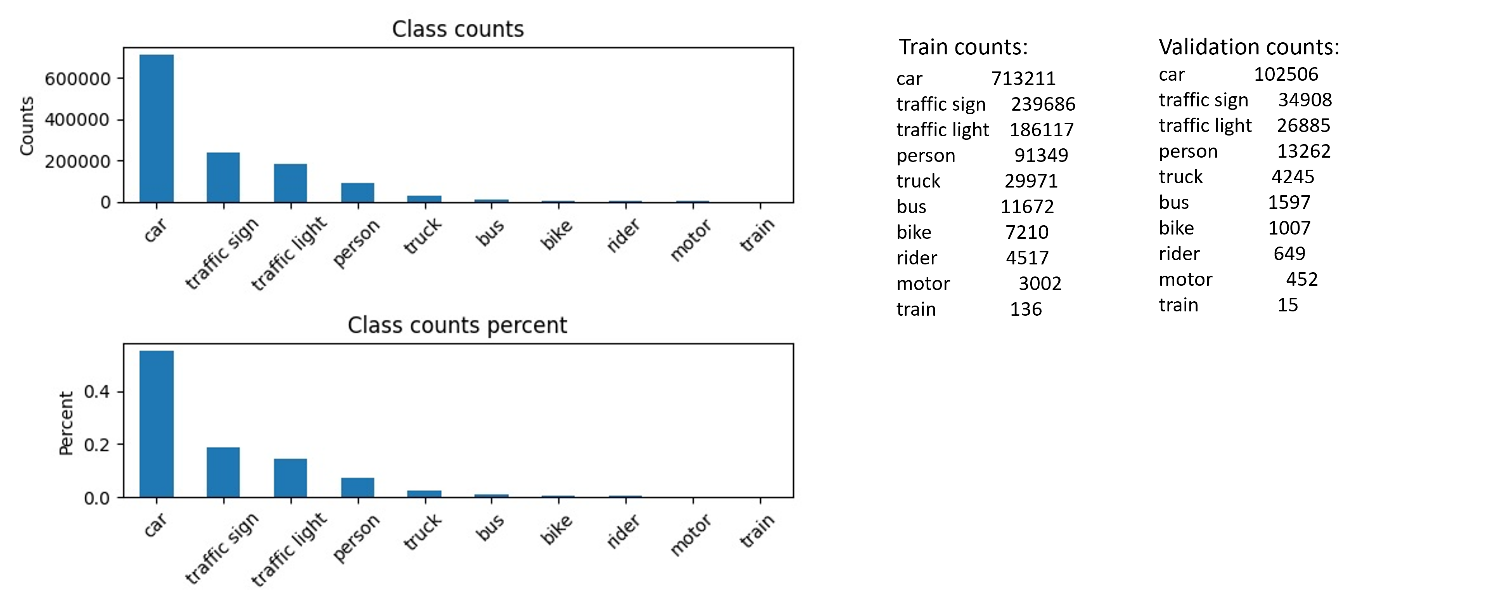 Class counts
Counts
600000
400000
200000
0
car
traffic sign
traffic light
person
truck
bus
bike
rider
motor
train
Class counts percent
Percent
0.4
0.2
0.0
car
traffic sign
traffic light
person
truck
bus
bike
rider
motor
train
Train counts:
car 713211
traffic sign 239686
traffic light 186117
person 91349
truck 29971
bus 11672
bike 7210
rider 4517
motor 3002
train 136
Validation counts:
car 102506
traffic sign 34908
traffic light 26885
person 13262
truck 4245
bus 1597
bike 1007
rider 649
motor 452
train 15